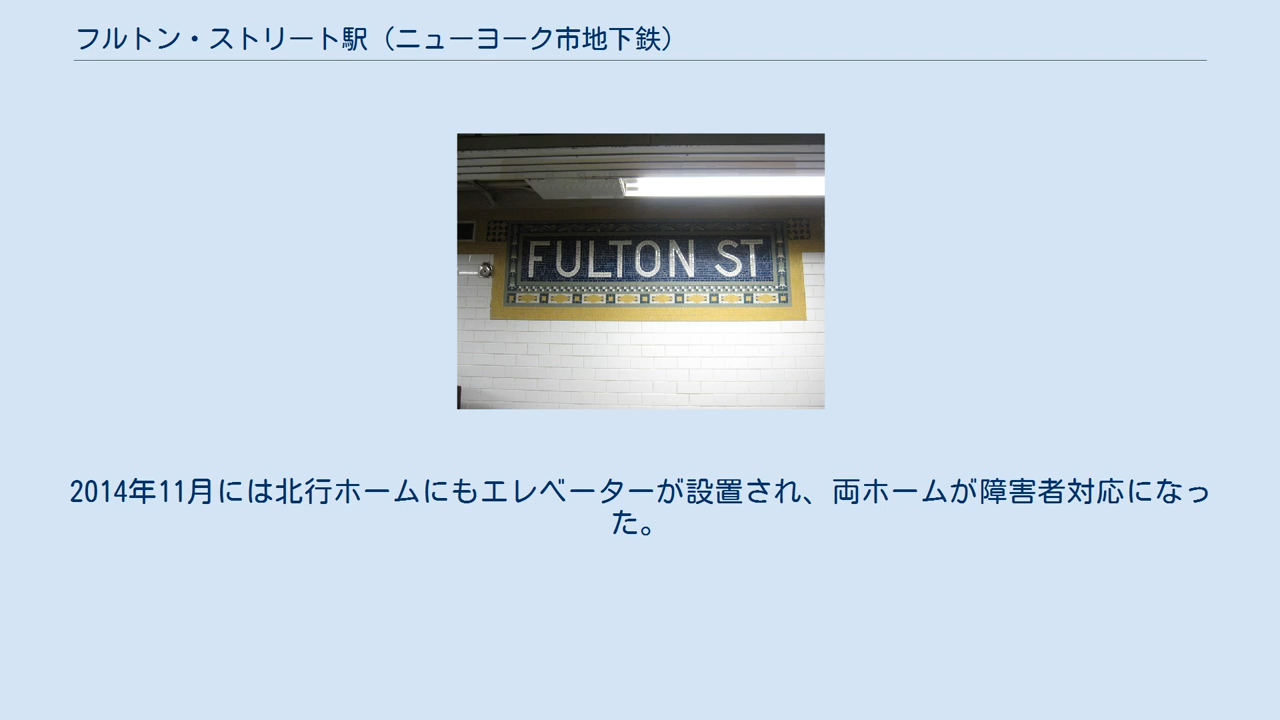 フルトン・ストリート駅（ニューヨーク市地下鉄）
FULTON ST
2014年11月には北行ホームにもエレベーターが設置され、両ホームが障害者対応になっ
た。